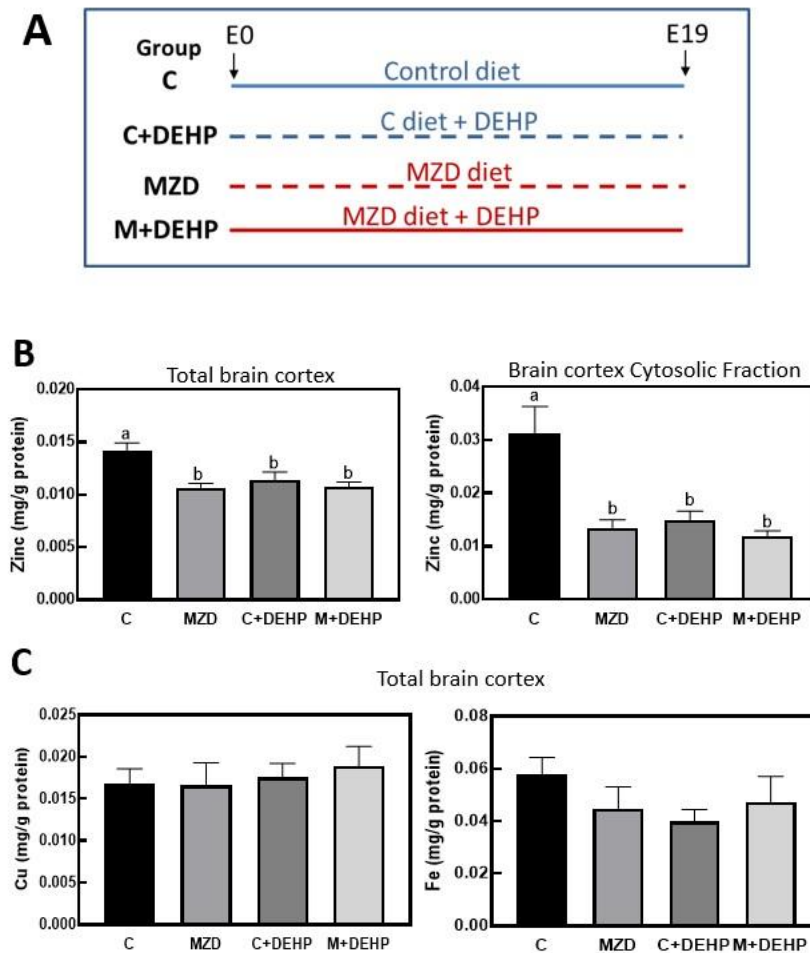 A
Group
E0
E19
C
Control diet
C+DEHP
C diet + DEHP
MZD
MZD diet
M+DEHP
MZD diet + DEHP
B
Total brain cortex
Zinc (mg/g protein)
0.020
0.015
0.010
0.005
0.000
a
b
b
b
C MZD C+DEHP M+DEHP
Brain cortex Cytosolic Fraction
Zinc (mg/g protein)
0.04
0.03
0.02
0.01
0.00
a
b
b
b
C MZD C+DEHP M+DEHP
C
Total brain cortex
Cu (mg/g protein)
0.025
0.020
0.015
0.010
0.005
0.000
C MZD C+DEHP M+DEHP
Fe (mg/g protein)
0.08
0.06
0.04
0.02
0.00
C MZD C+DEHP M+DEHP